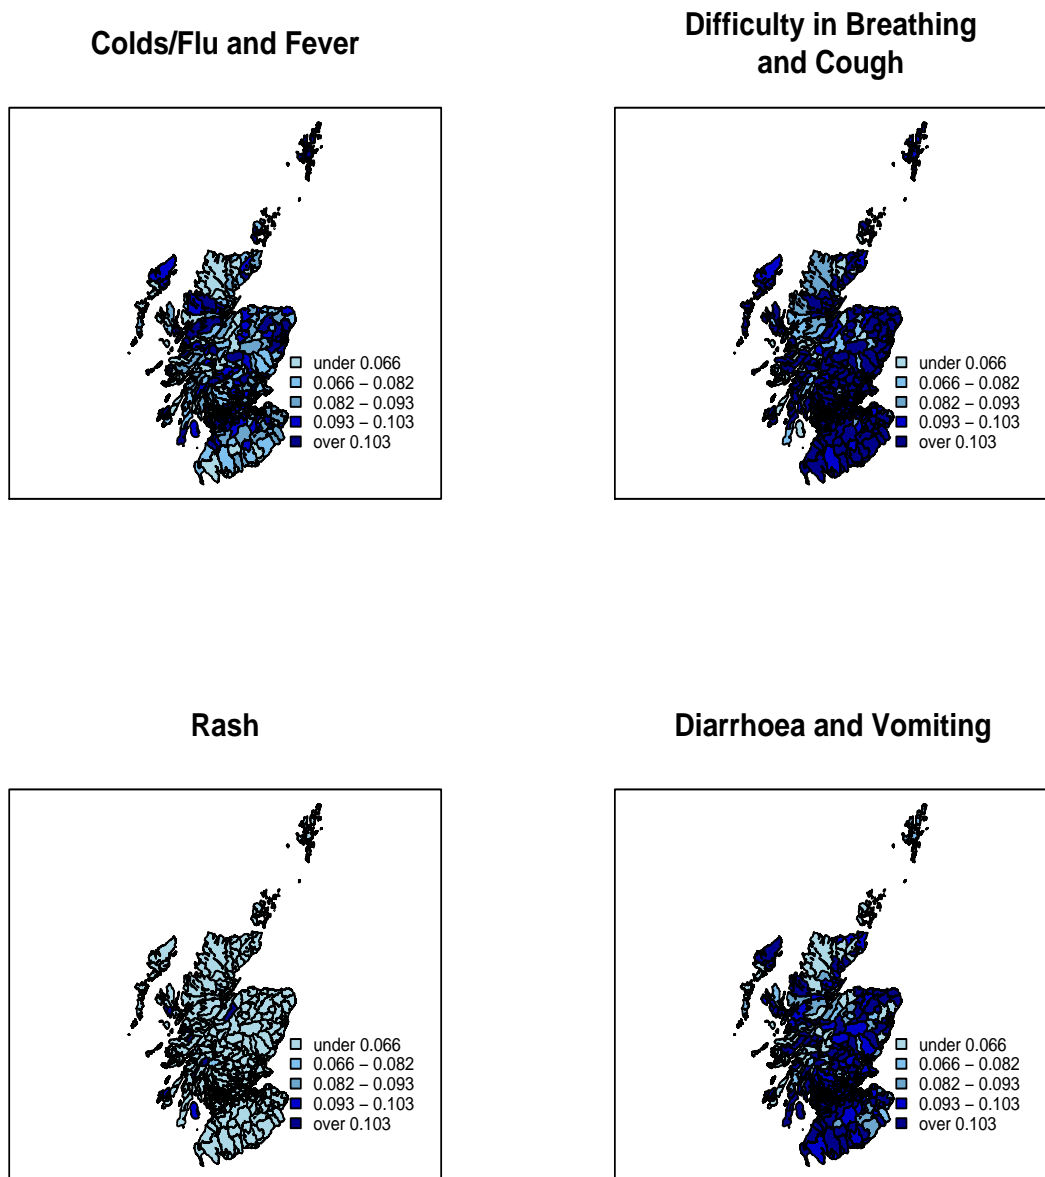 Colds/Flu and Fever
Difficulty in Breathing
and Cough
under 0.066
0.066 – 0.082
0.082 – 0.093
0.093 – 0.103
over 0.103
under 0.066
0.066 – 0.082
0.082 – 0.093
0.093 – 0.103
over 0.103
Rash
Diarrhoea and Vomiting
under 0.066
0.066 – 0.082
0.082 – 0.093
0.093 – 0.103
over 0.103
under 0.066
0.066 – 0.082
0.082 – 0.093
0.093 – 0.103
over 0.103